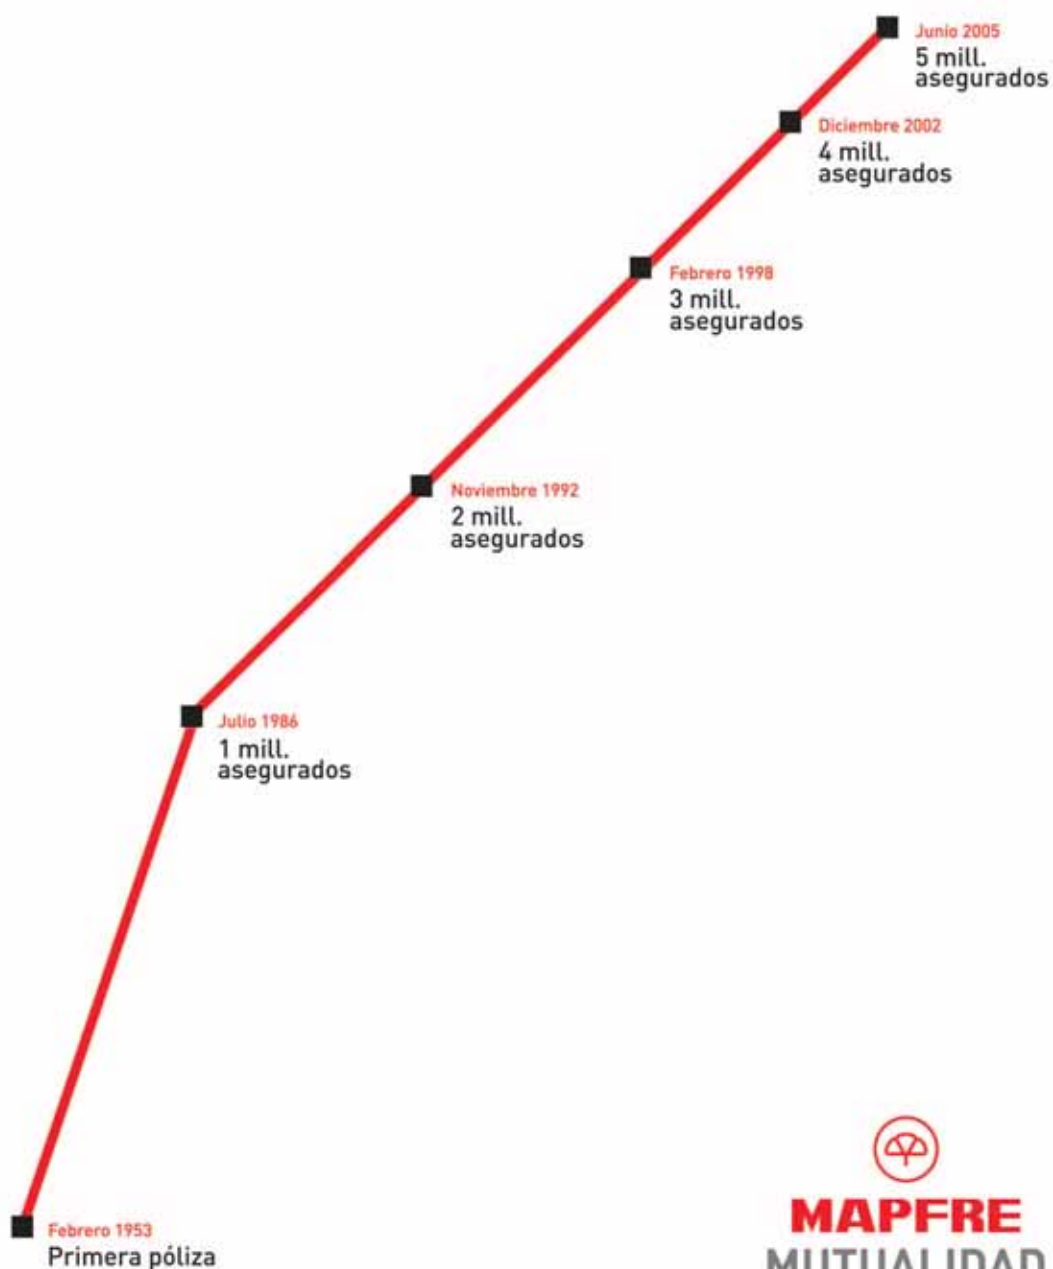 Junio 2005
5 mill.
asegurados
Diciembre 2002
4 mill.
asegurados
Febrero 1998
3 mill.
asegurados
Noviembre 1992
2 mill.
asegurados
Julio 1986
1 mill.
asegurados
Febrero 1953
Primera póliza
MAPFRE
MUTUALIDAD